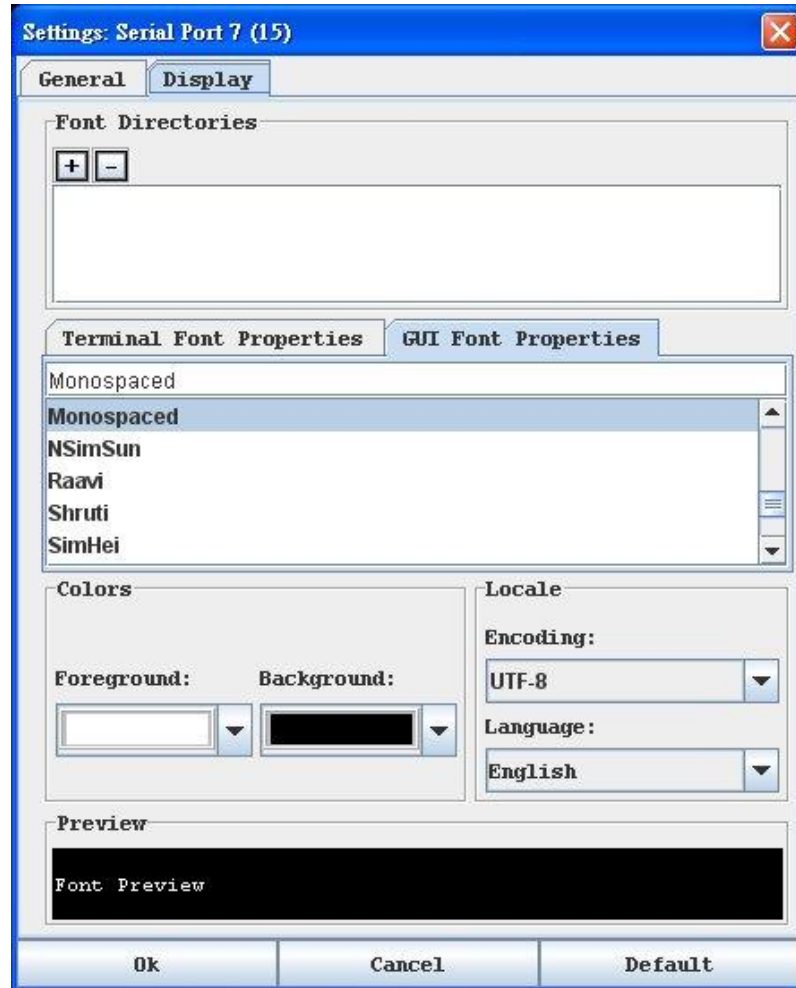 Settings: Serial Port 7 (15)
General Display
Font Directories
+ -
Terminal Font Properties GUI Font Properties
Monospaced
Monospaced
NSimSun
Raavi
Shruti
SimHei
Colors
Foreground: Background:
Locale
Encoding:
UTF-8
Language:
English
Preview
Font Preview
Ok Cancel Default